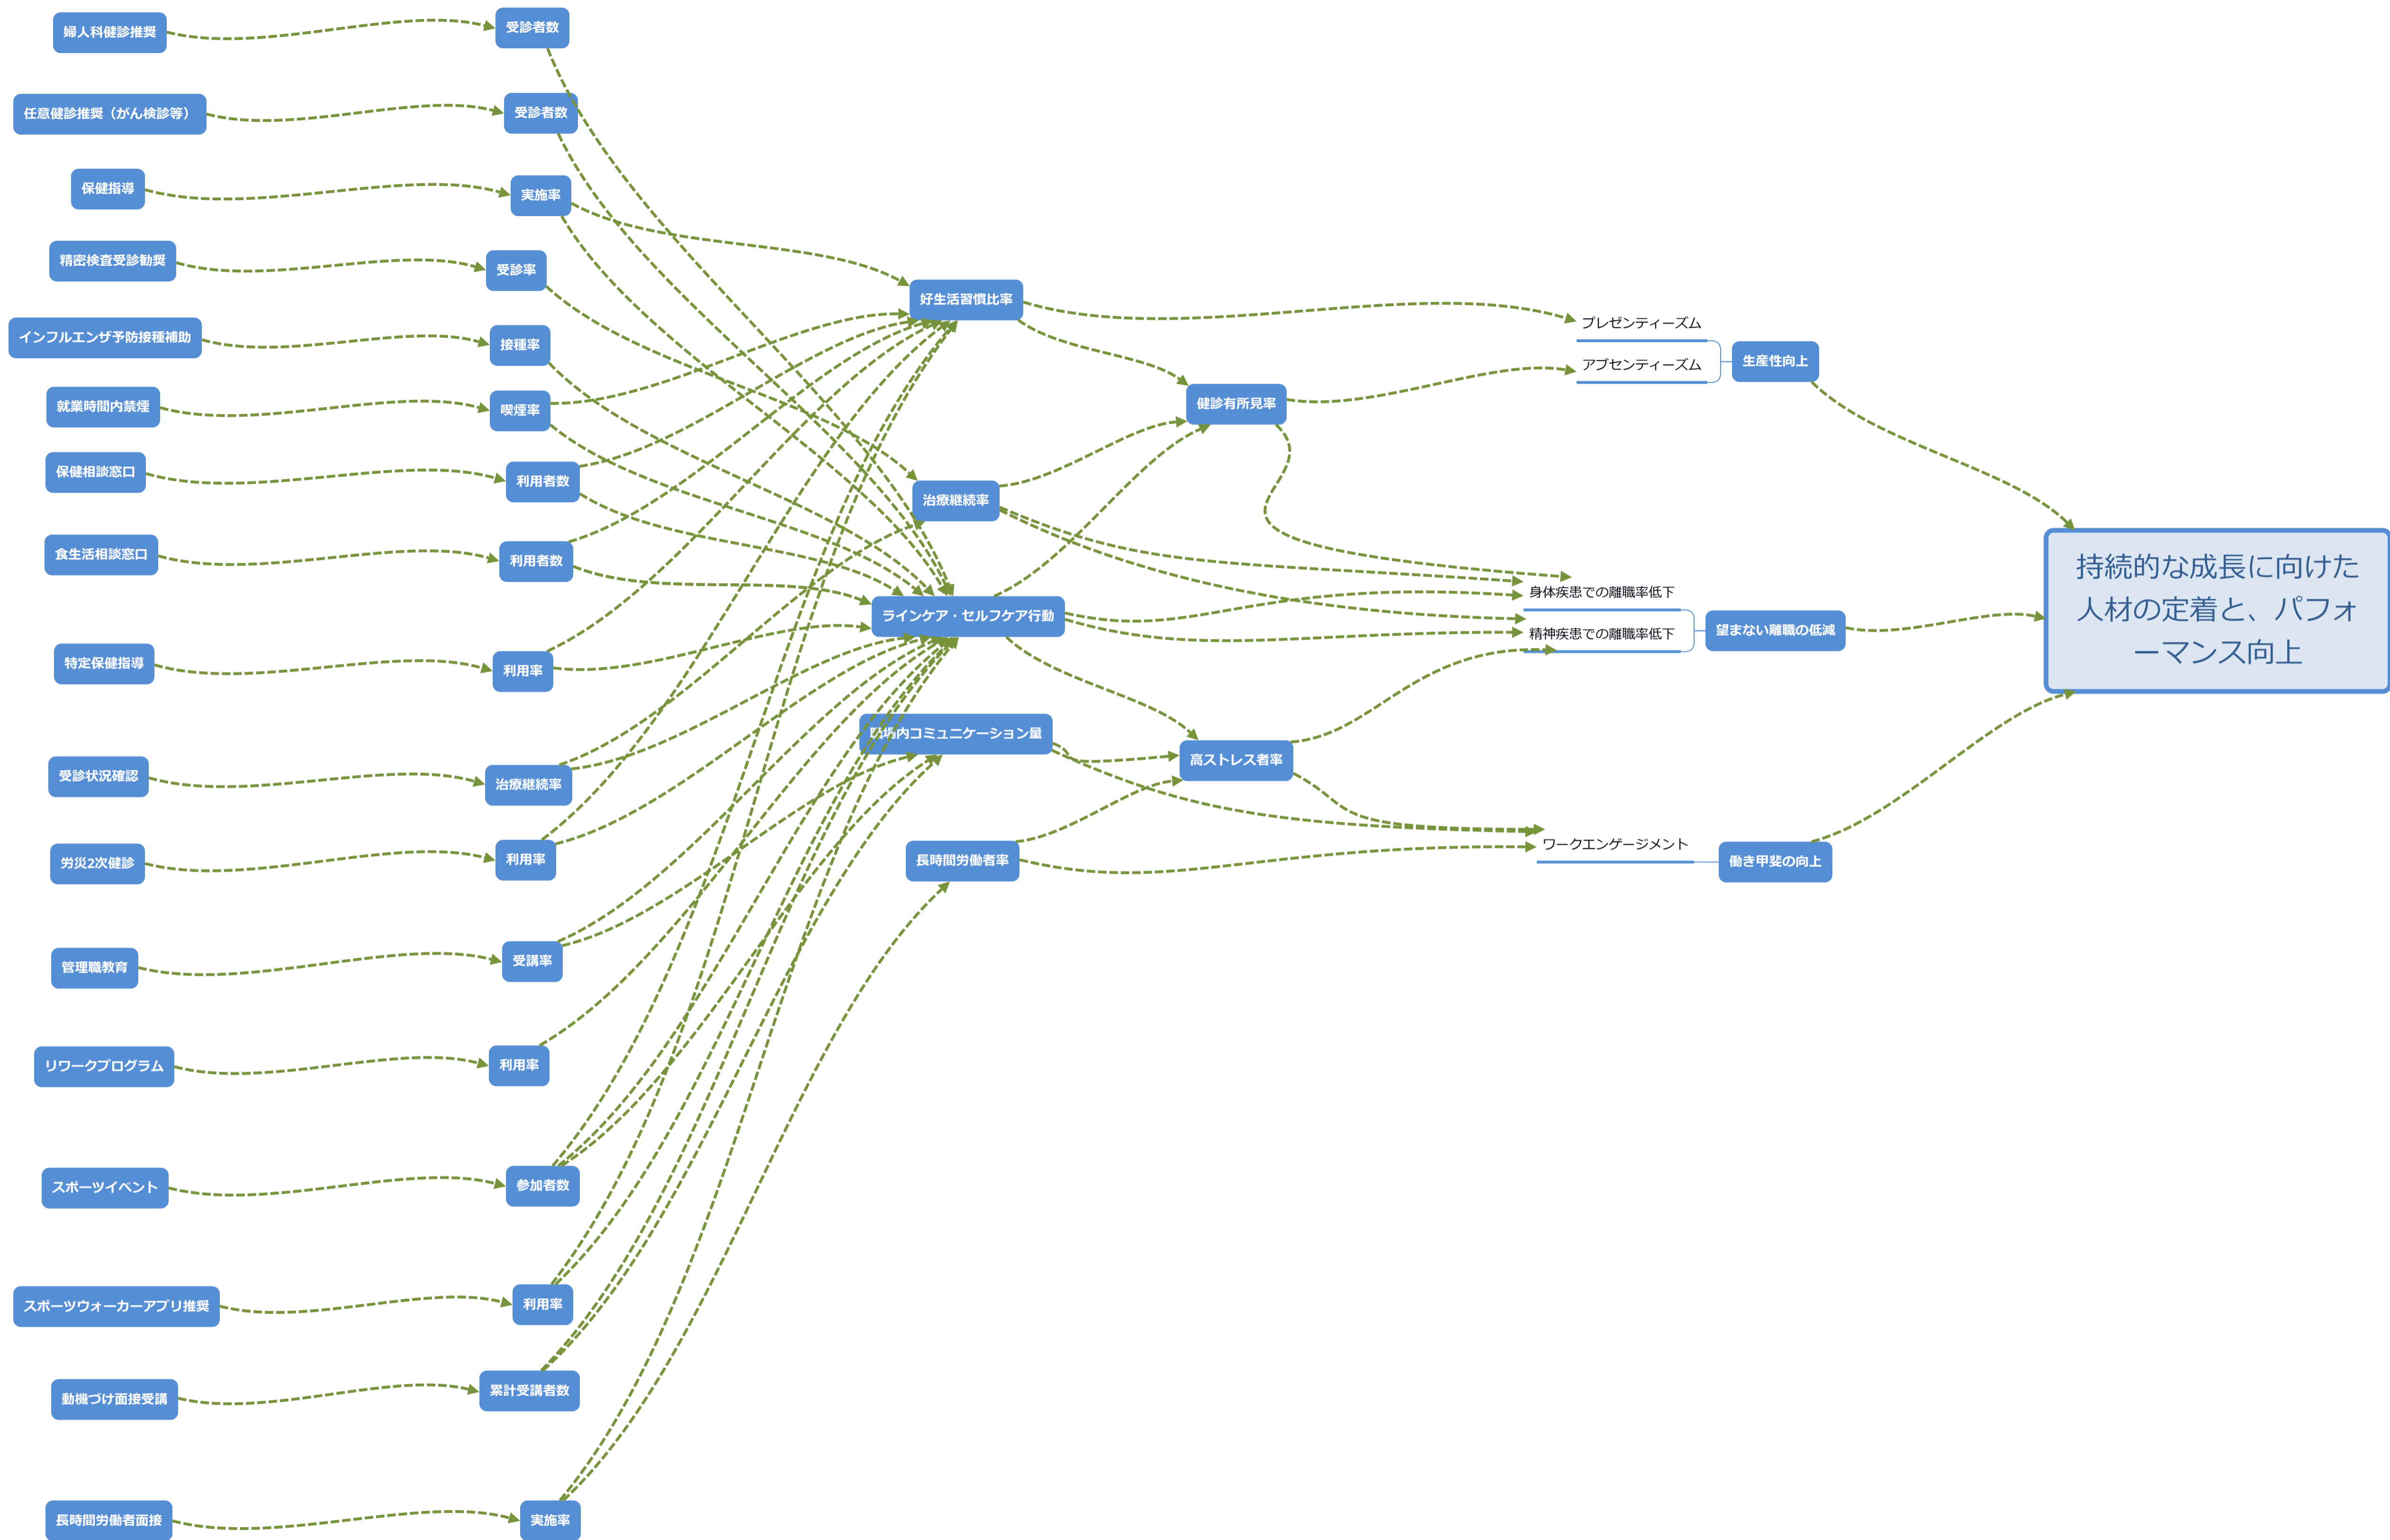 婦人科健診推奨
受診者数
任意健診推奨（がん検診等）
受診者数
保健指導
実施率
精密検査受診勧奨
受診率
インフルエンザ予防接種補助
接種率
就業時間内禁煙
喫煙率
保健相談窓口
利用者数
食生活相談窓口
利用者数
特定保健指導
利用率
受診状況確認
治療継続率
労災2次健診
利用率
管理職教育
受講率
リワークプログラム
利用率
スポーツイベント
参加者数
スポーツウォーカーアプリ推奨
利用率
動機づけ面接受講
累計受講者数
長時間労働者面接
実施率
好生活習慣比率
治療継続率
ラインケア・セルフケア行動
職場内コミュニケーション量
長時間労働者率
健診有所見率
高ストレス者率
プレゼンティーズム
アブセンティーズム
生産性向上
身体疾患での離職率低下
精神疾患での離職率低下
望まない離職の低減
ワークエンゲージメント
働き甲斐の向上
持続的な成長に向けた
人材の定着と、パフォ
ーマンス向上